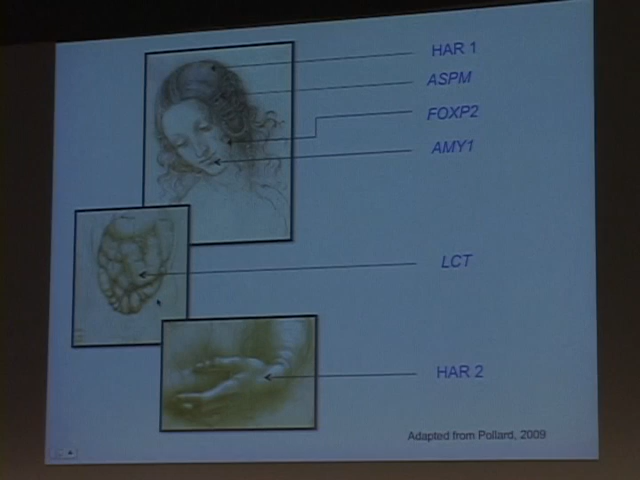 HAR 1
ASPM
FOXP2
AMY1
LCT
HAR 2
Adapted from Pollard, 2009